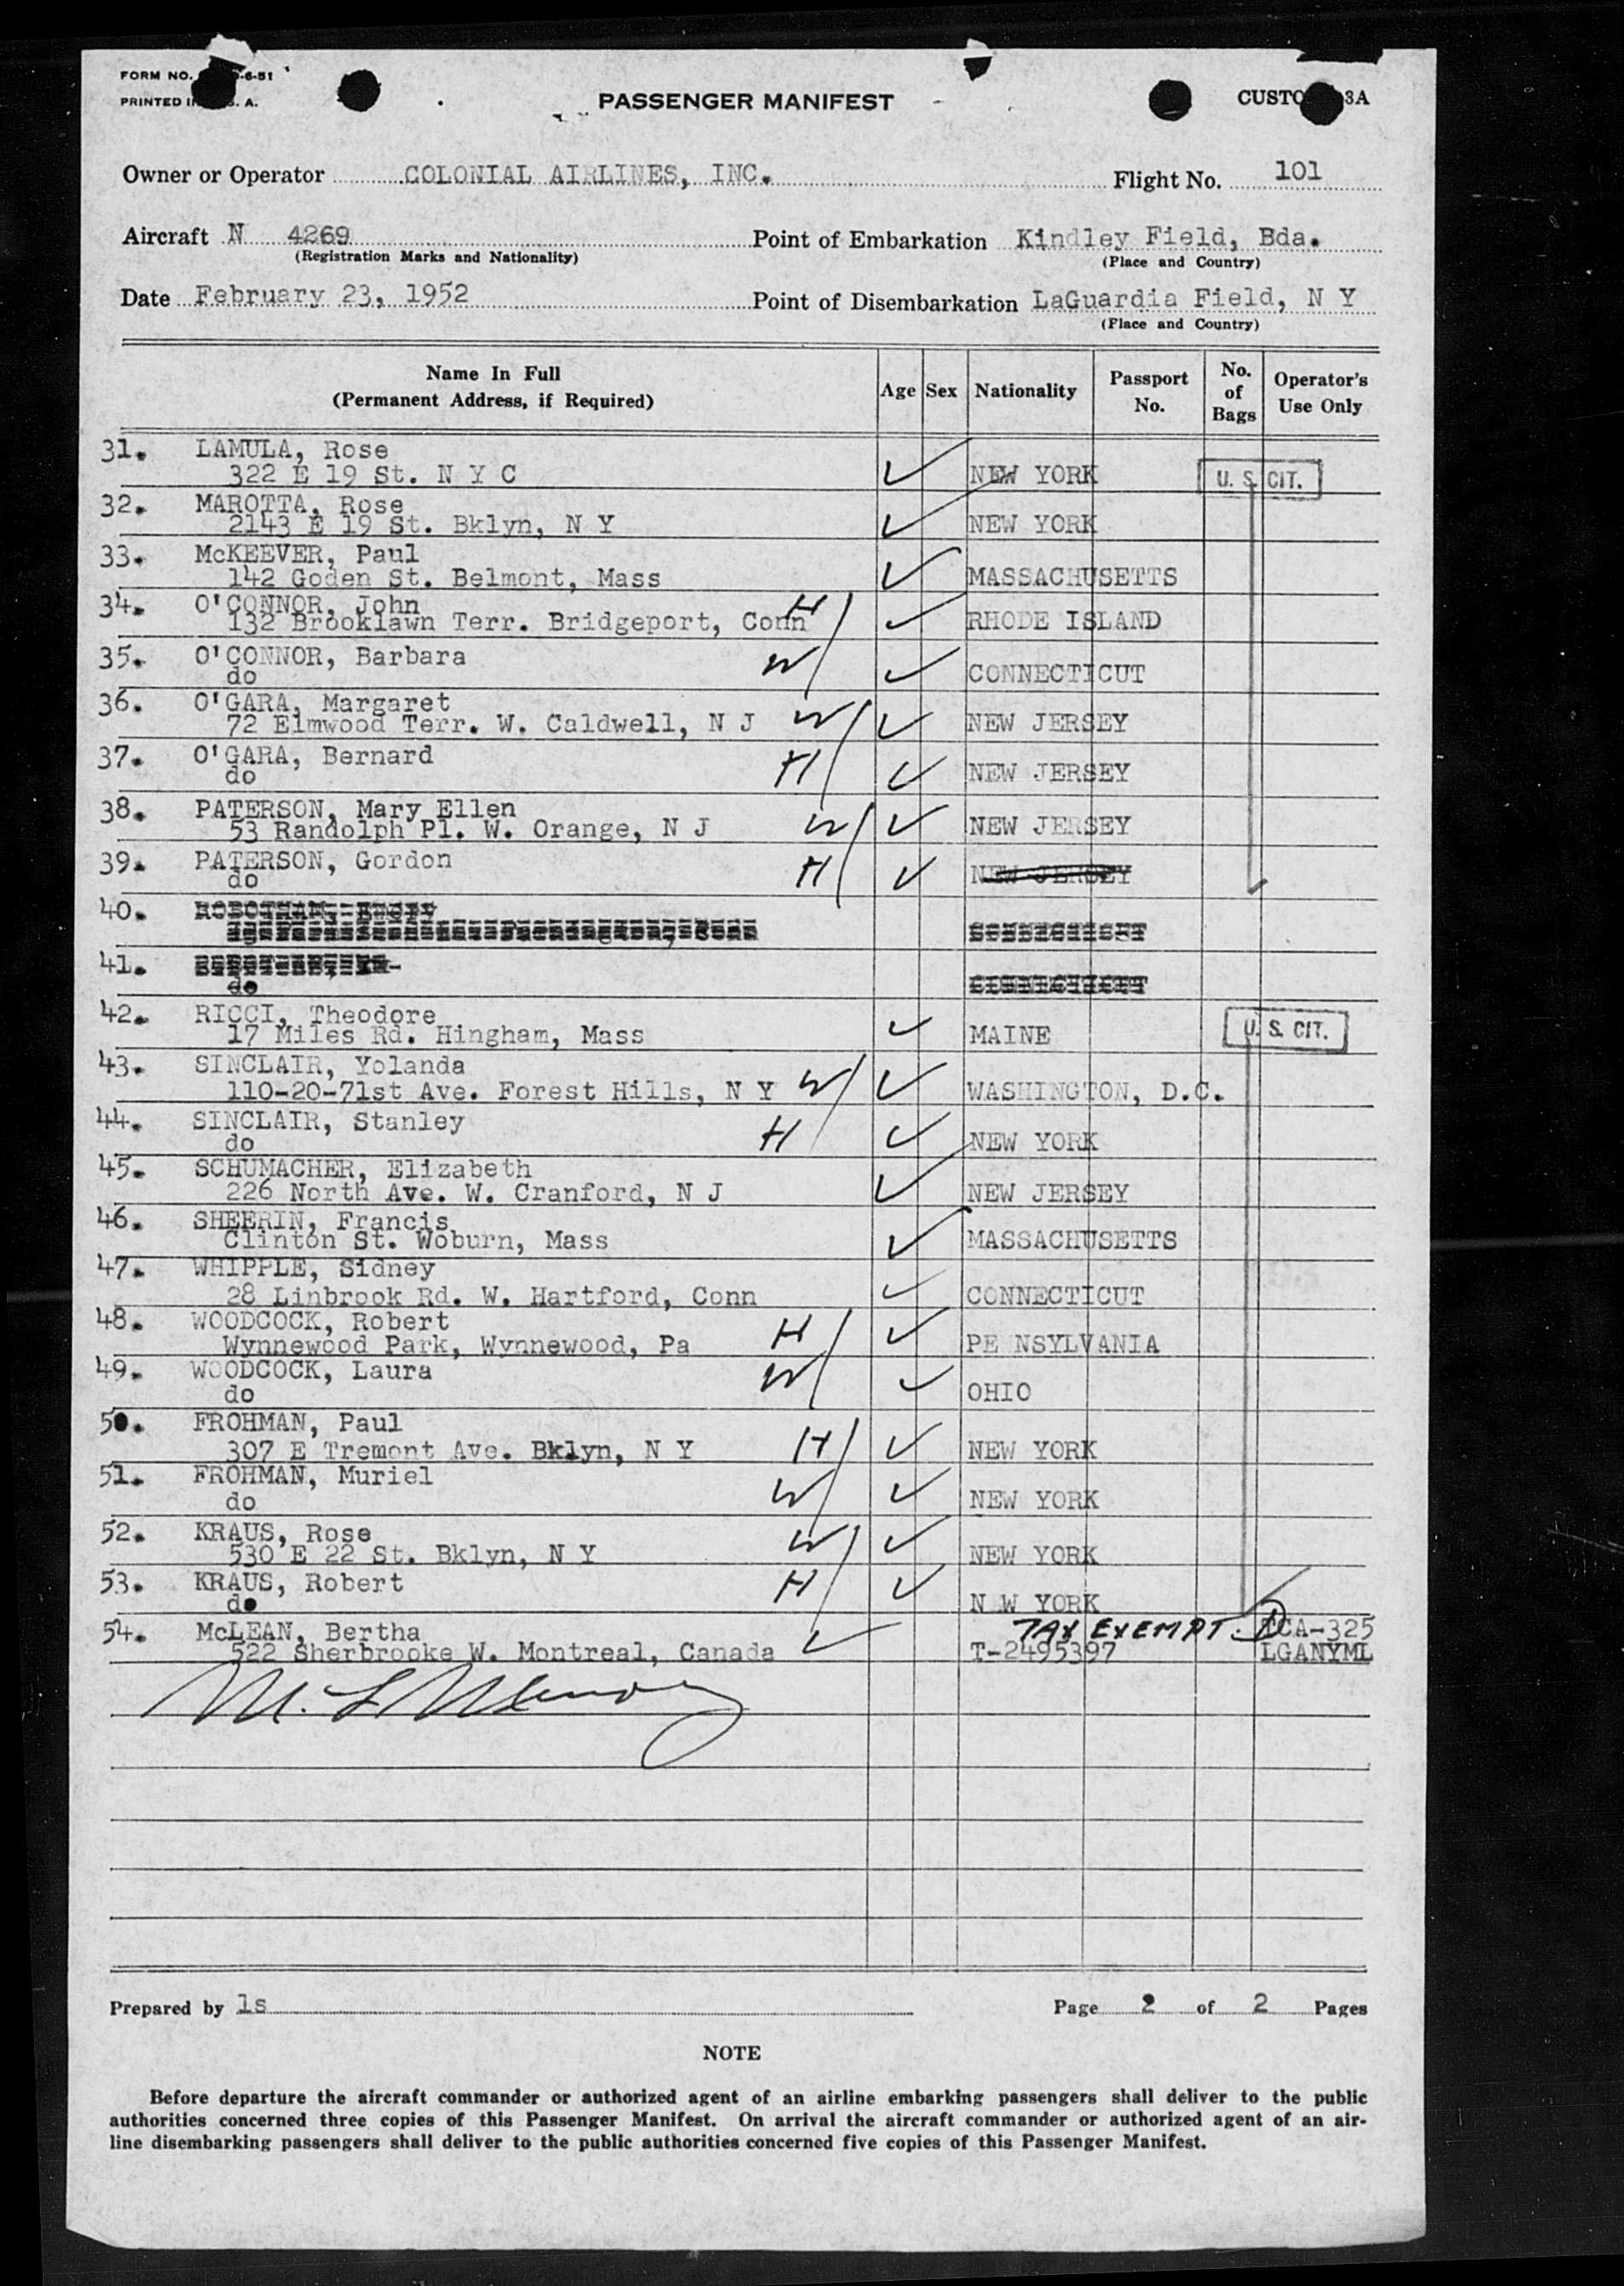 FORM NO. -6-51
PRINTED IN S. A.
PASSENGER MANIFEST
CUSTO 3A
Owner or Operator COLONIAL AIRLINES, INC. Flight No. 101
Aircraft N 4269 Point of Embarkation Kindley Field, Bda.
(Registration Marks and Nationality) (Place and Country)
Date February 23, 1952 Point of Disembarkation LaGuardia Field, N Y
(Place and Country)
Name In Full (Permanent Address, if Required) Age Sex Nationality Passport No. No. of Bags Operator's Use Only
31. LAMULA, Rose
322 E 19 St. N Y C NEW YORK U. S. CIT.
32. MAROTTA, Rose
2143 E 19 St. Bklyn, N Y NEW YORK
33. McKEEVER, Paul
142 Goden St. Belmont, Mass MASSACHUSETTS
34. O'CONNOR, John H
132 Brooklawn Terr. Bridgeport, Conn RHODE ISLAND
35. O'CONNOR, Barbara W
do CONNECTICUT
36. O'GARA, Margaret
72 Elmwood Terr. W. Caldwell, N J W NEW JERSEY
37. O'GARA, Bernard H
do NEW JERSEY
38. PATERSON, Mary Ellen
53 Randolph Pl. W. Orange, N J W NEW JERSEY
39. PATERSON, Gordon H
do NEW JERSEY
40.
41.
do
42. RICCI, Theodore
17 Miles Rd. Hingham, Mass MAINE U. S. CIT.
43. SINCLAIR, Yolanda
110-20-71st Ave. Forest Hills, N Y W WASHINGTON, D.C.
44. SINCLAIR, Stanley H
do NEW YORK
45. SCHUMACHER, Elizabeth
226 North Ave. W. Cranford, N J NEW JERSEY
46. SHEERIN, Francis
Clinton St. Woburn, Mass MASSACHUSETTS
47. WHIPPLE, Sidney
28 Linbrook Rd. W. Hartford, Conn CONNECTICUT
48. WOODCOCK, Robert H
Wynnewood Park, Wynnewood, Pa PE NSYLVANIA
49. WOODCOCK, Laura W
do OHIO
50. FROHMAN, Paul
307 E Tremont Ave. Bklyn, N Y H NEW YORK
51. FROHMAN, Muriel W
do NEW YORK
52. KRAUS, Rose W
530 E 22 St. Bklyn, N Y NEW YORK
53. KRAUS, Robert H
do N W YORK
54. McLEAN, Bertha TAX EXEMPT. TCA-325
522 Sherbrooke W. Montreal, Canada T-2495397 LGANYML
Prepared by ls Page 2 of 2 Pages
NOTE
Before departure the aircraft commander or authorized agent of an airline embarking passengers shall deliver to the public
authorities concerned three copies of this Passenger Manifest. On arrival the aircraft commander or authorized agent of an air-
line disembarking passengers shall deliver to the public authorities concerned five copies of this Passenger Manifest.